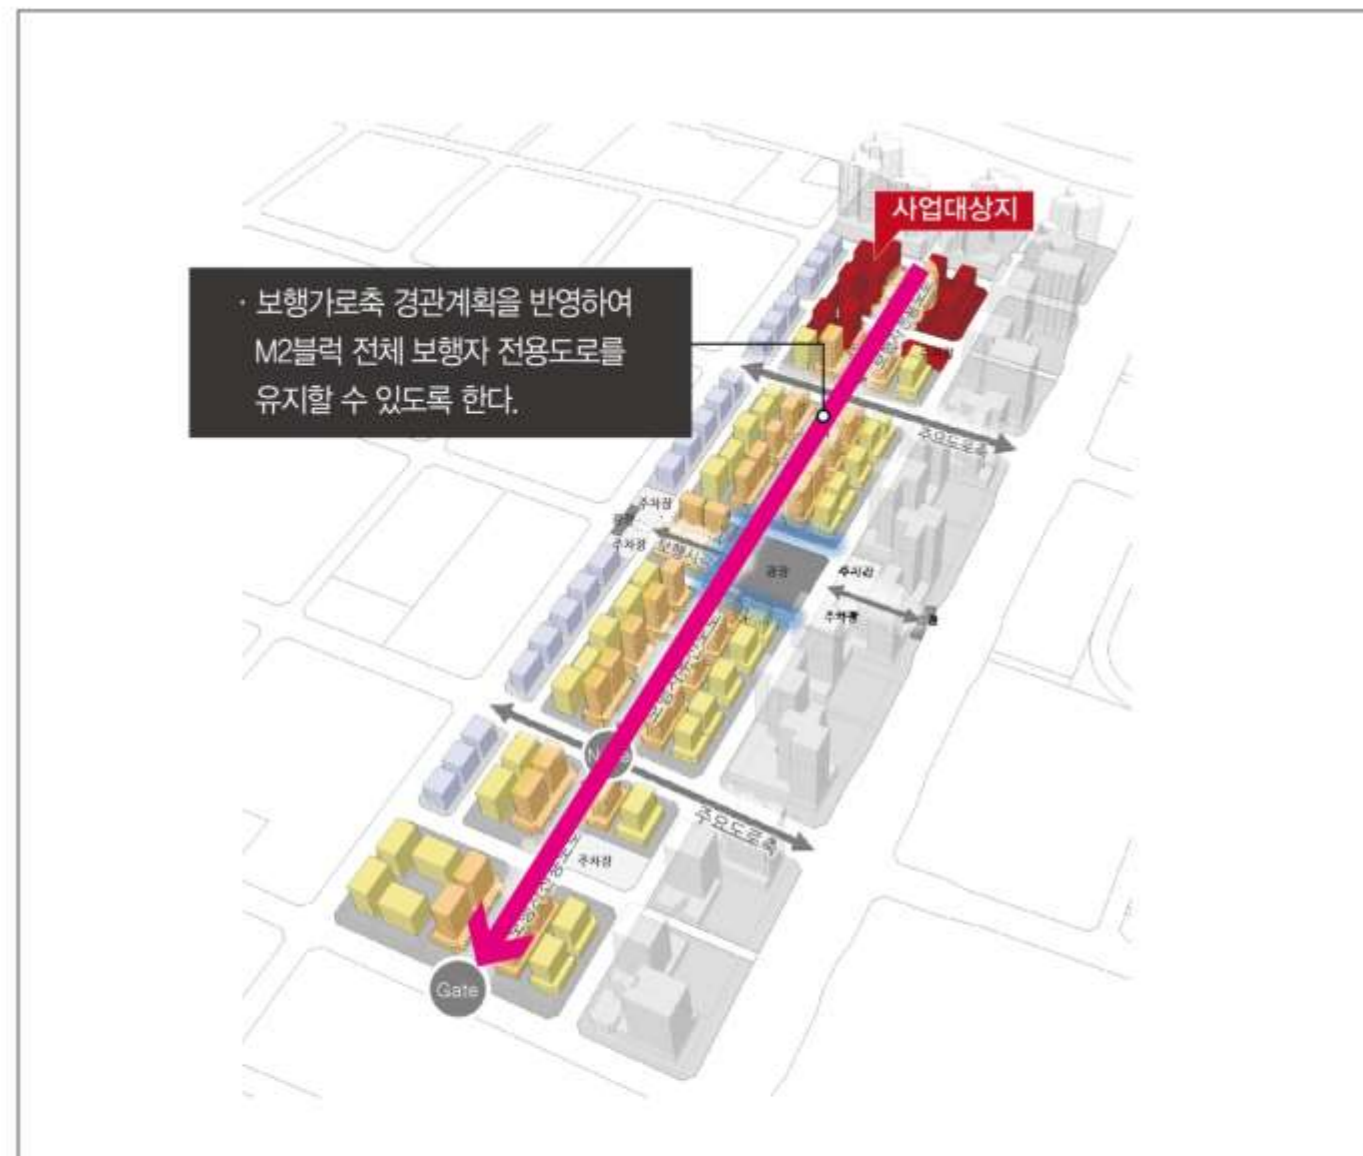 사업대상지
· 보행가로축 경관계획을 반영하여
M2블럭 전체 보행자 전용도로를
유지할 수 있도록 한다.
주요도로축
주차장
주차장
광장
주차장
주요도로축
주차장
Gate